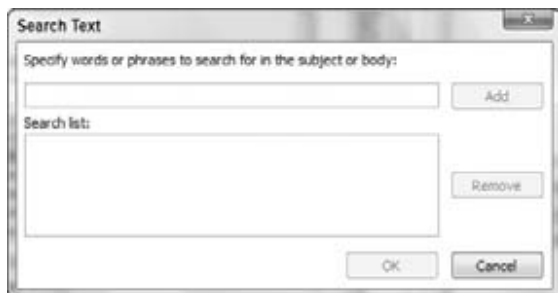 Search Text
Specify words or phrases to search for in the subject or body:
Add
Search list:
Remove
OK
Cancel